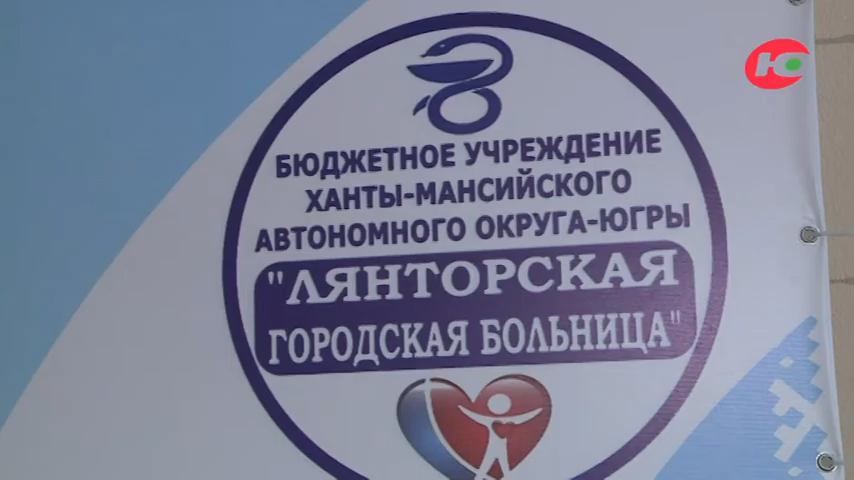 Ю
БЮДЖЕТНОЕ УЧРЕЖДЕНИЕ
ХАНТЫ-МАНСИЙСКОГО
АВТОНОМНОГО ОКРУГА-ЮГРЫ
"ЛЯНТОРСКАЯ
ГОРОДСКАЯ БОЛЬНИЦА"